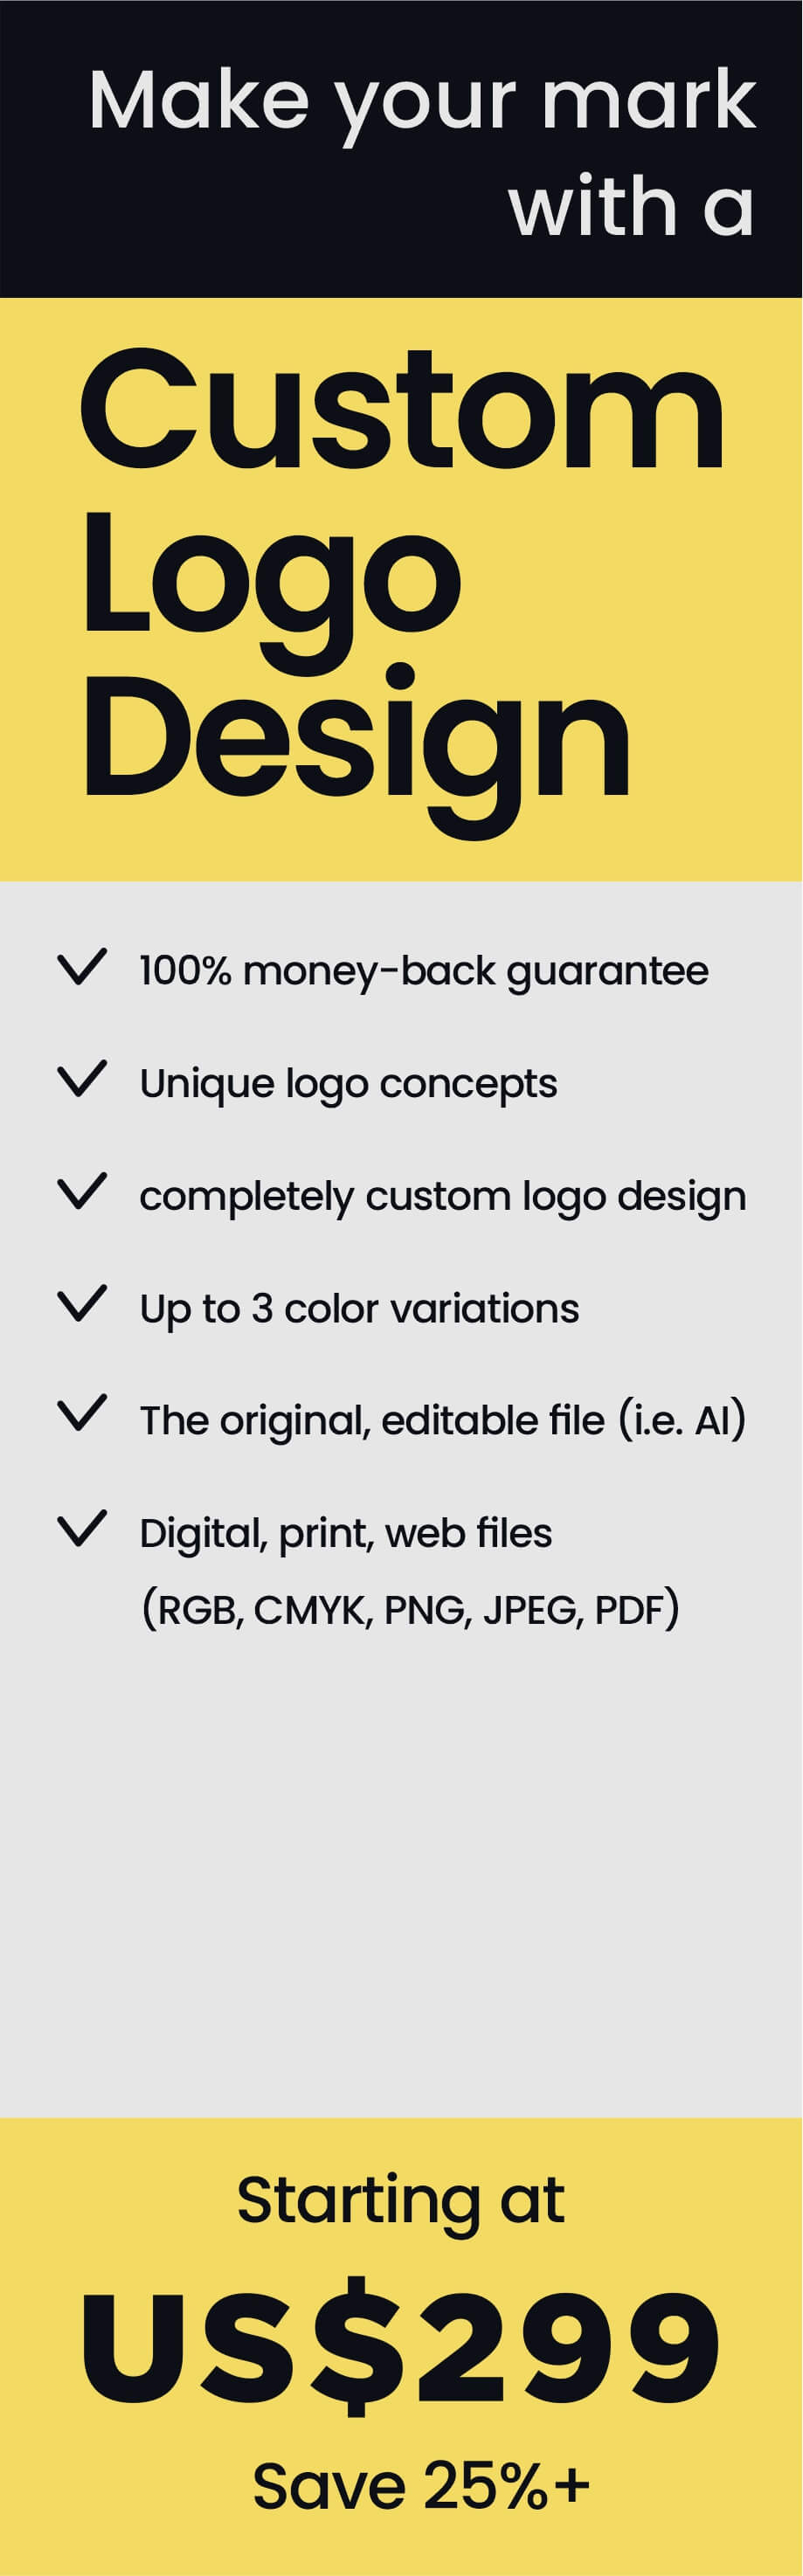 Make your mark
with a
Custom
Logo
Design
100% money-back guarantee
Unique logo concepts
completely custom logo design
Up to 3 color variations
The original, editable file (i.e. AI)
Digital, print, web files
(RGB, CMYK, PNG, JPEG, PDF)
Starting at
US$299
Save 25%+